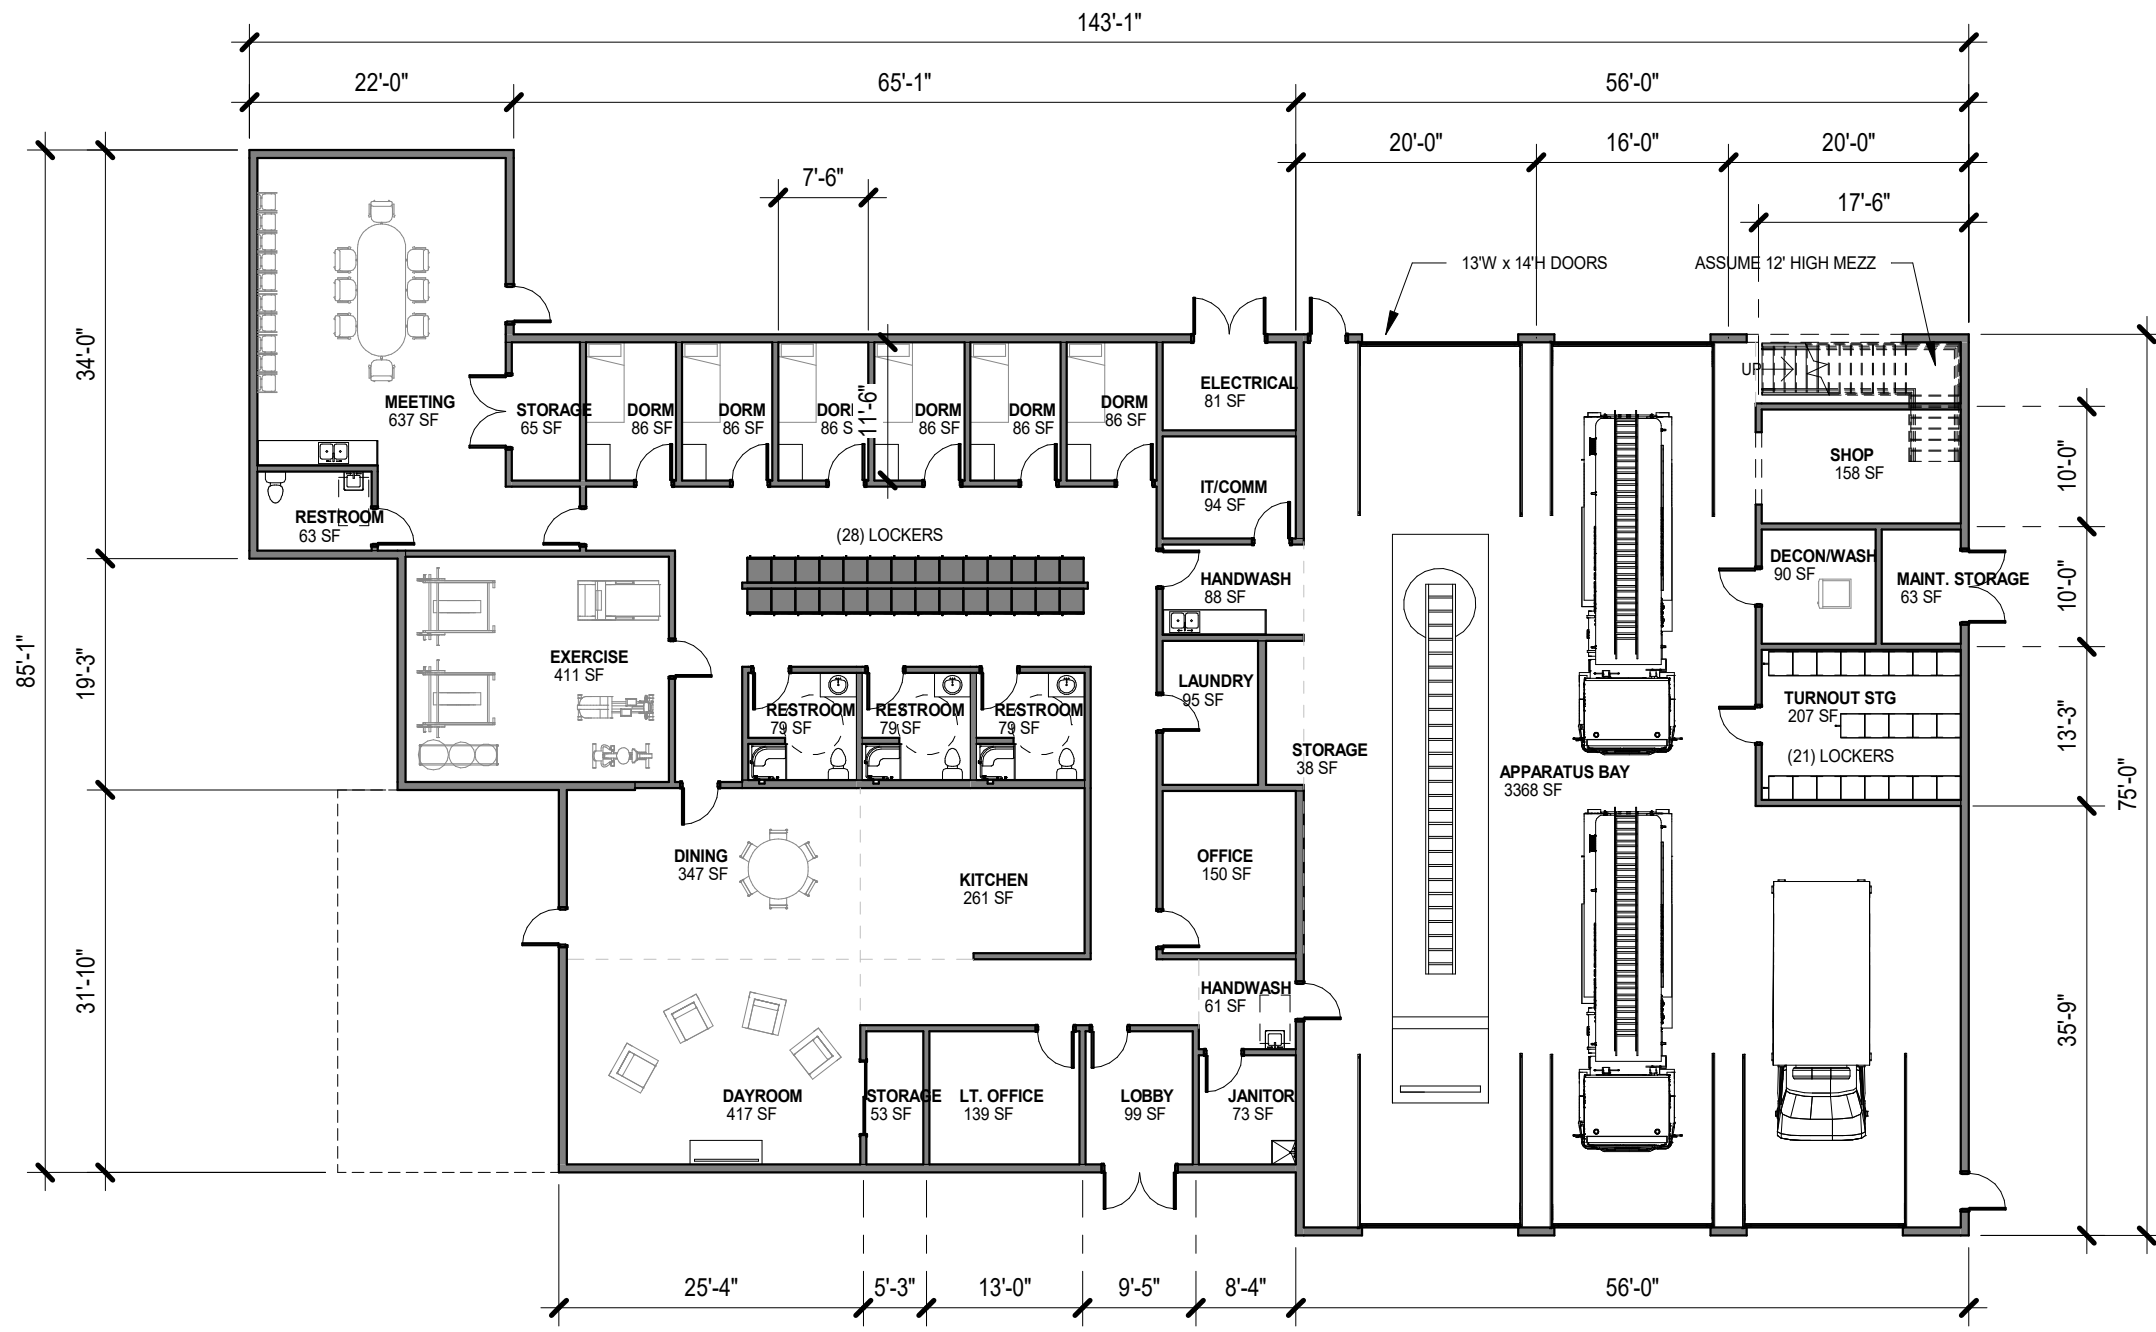 143'-1"
22'-0"
65'-1"
56'-0"
20'-0"
16'-0"
20'-0"
7'-6"
17'-6"
13'W x 14'H DOORS
ASSUME 12' HIGH MEZZ
85'-1"
34'-0"
19'-3"
31'-10"
MEETING
637 SF
STORAGE
65 SF
DORM
86 SF
DORM
86 SF
DORM
86 S
11'-6"
DORM
86 SF
DORM
86 SF
DORM
86 SF
ELECTRICAL
81 SF
UP
SHOP
158 SF
10'-0"
IT/COMM
94 SF
RESTROOM
63 SF
(28) LOCKERS
HANDWASH
88 SF
DECON/WASH
90 SF
MAINT. STORAGE
63 SF
10'-0"
EXERCISE
411 SF
RESTROOM
79 SF
RESTROOM
79 SF
RESTROOM
79 SF
LAUNDRY
95 SF
STORAGE
38 SF
APPARATUS BAY
3368 SF
TURNOUT STG
207 SF
(21) LOCKERS
13'-3"
75'-0"
DINING
347 SF
KITCHEN
261 SF
OFFICE
150 SF
HANDWASH
61 SF
35'-9"
DAYROOM
417 SF
STORAGE
53 SF
LT. OFFICE
139 SF
LOBBY
99 SF
JANITOR
73 SF
25'-4"
5'-3"
13'-0"
9'-5"
8'-4"
56'-0"